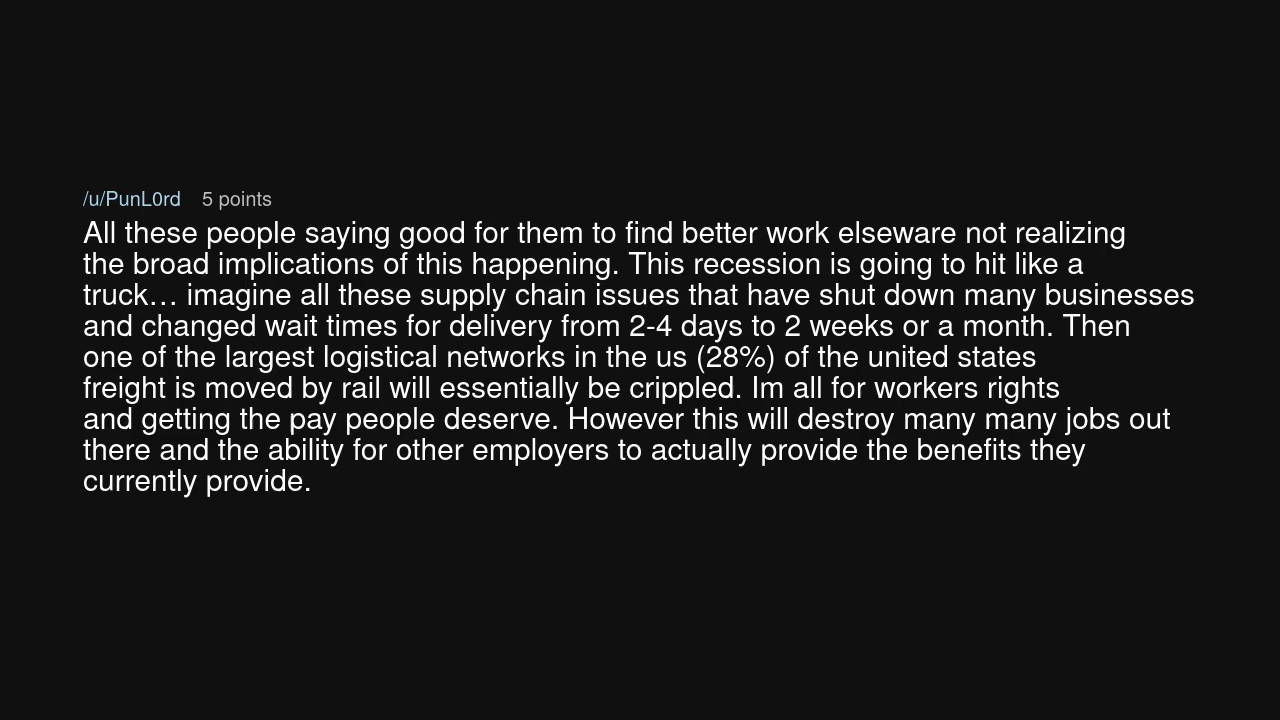 /u/PunL0rd 5 points
All these people saying good for them to find better work elseware not realizing
the broad implications of this happening. This recession is going to hit like a
truck… imagine all these supply chain issues that have shut down many businesses
and changed wait times for delivery from 2-4 days to 2 weeks or a month. Then
one of the largest logistical networks in the us (28%) of the united states
freight is moved by rail will essentially be crippled. Im all for workers rights
and getting the pay people deserve. However this will destroy many many jobs out
there and the ability for other employers to actually provide the benefits they
currently provide.